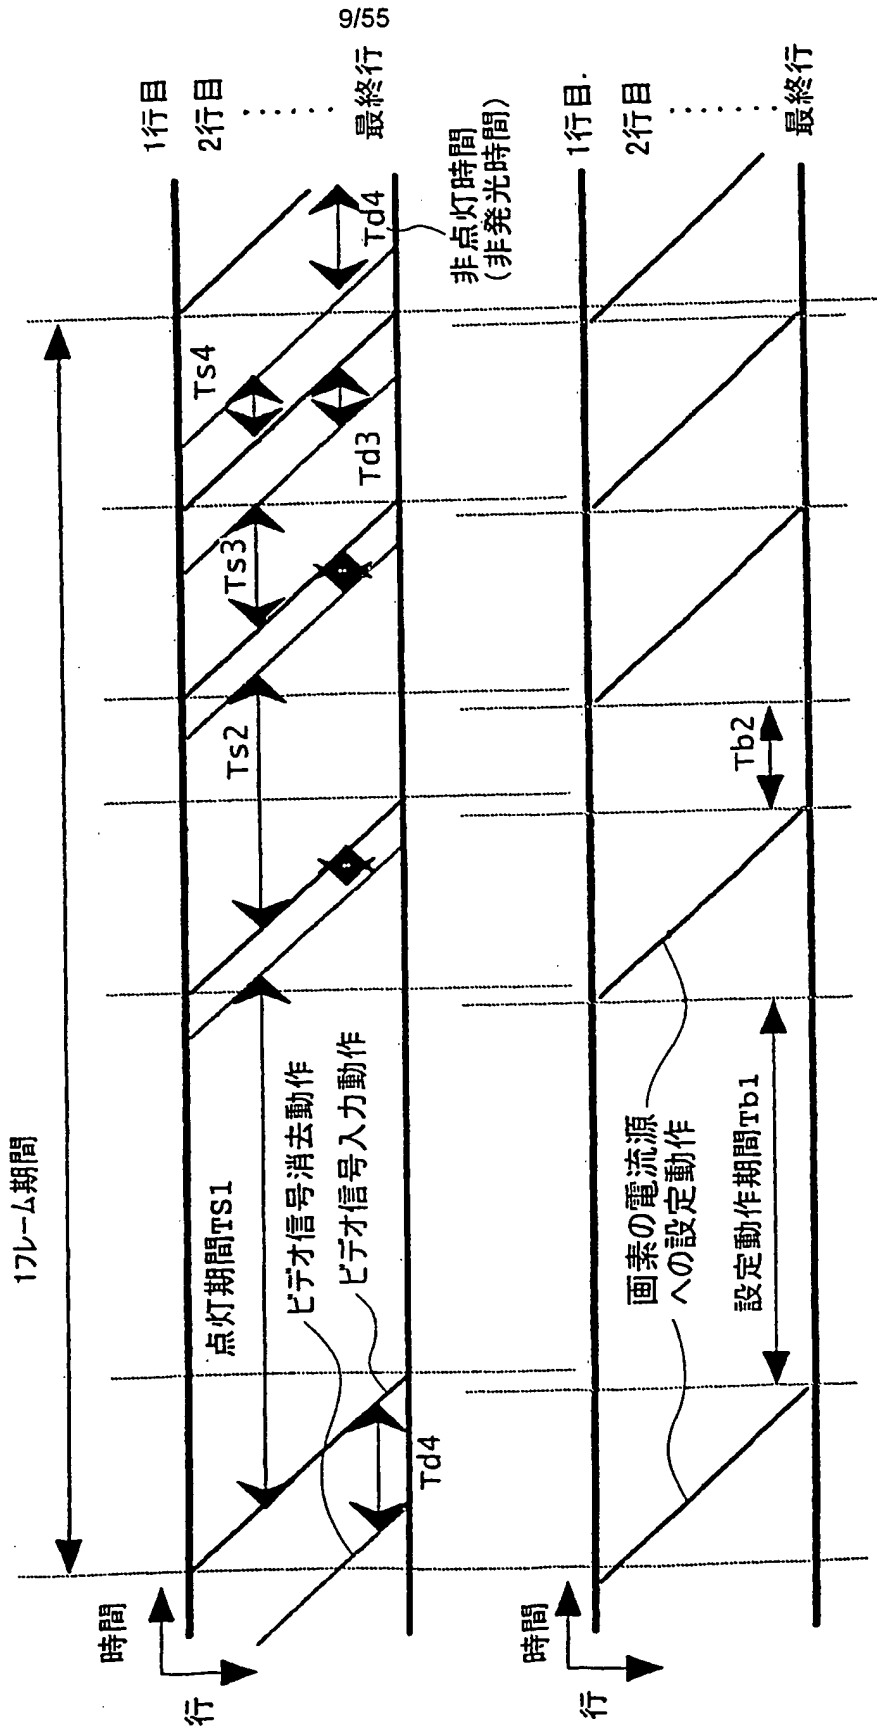 9/55
1フレーム期間
1行目
2行目
最終行
点灯期間TS1
Ts2
Ts3
Ts4
Td3
Td4
非点灯時間
(非発光時間)
ビデオ信号消去動作
ビデオ信号入力動作
Td4
時間
行
1行目.
2行目
最終行
画素の電流源
への設定動作
設定動作期間Tb1
Tb2
時間
行